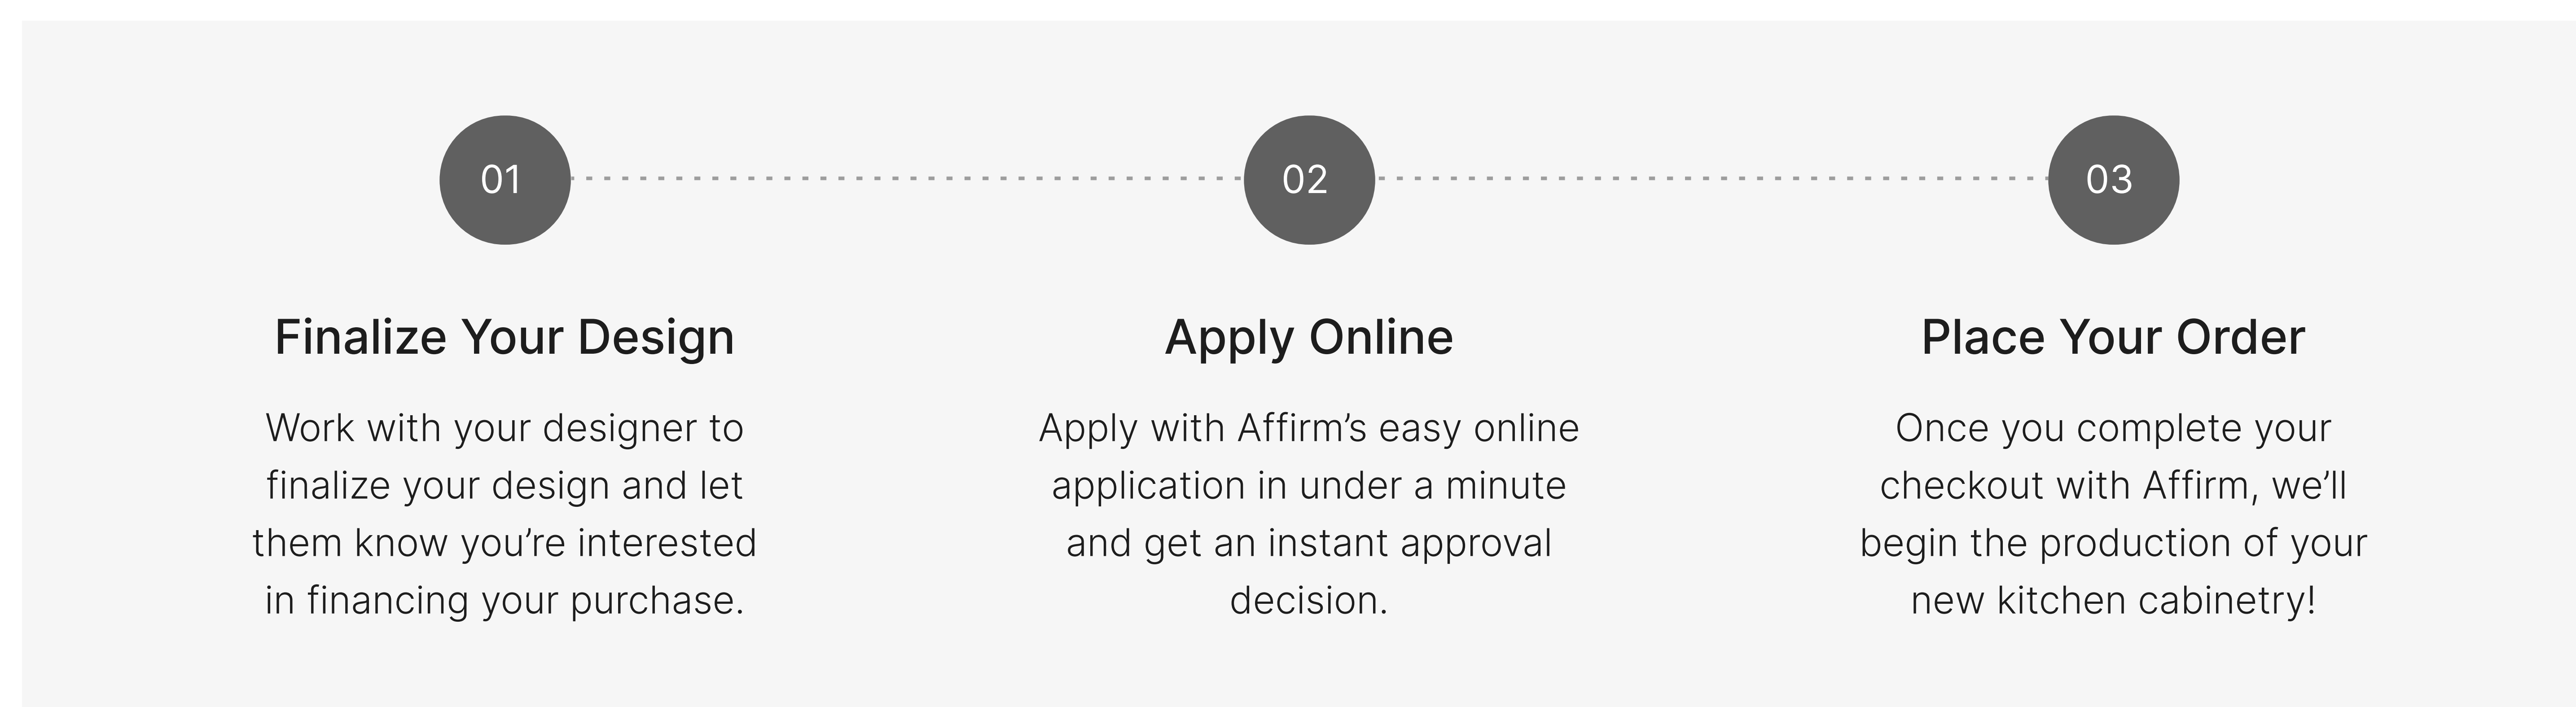 01
Finalize Your Design
Work with your designer to
finalize your design and let
them know you’re interested
in financing your purchase.
02
Apply Online
Apply with Affirm’s easy online
application in under a minute
and get an instant approval
decision.
03
Place Your Order
Once you complete your
checkout with Affirm, we’ll
begin the production of your
new kitchen cabinetry!